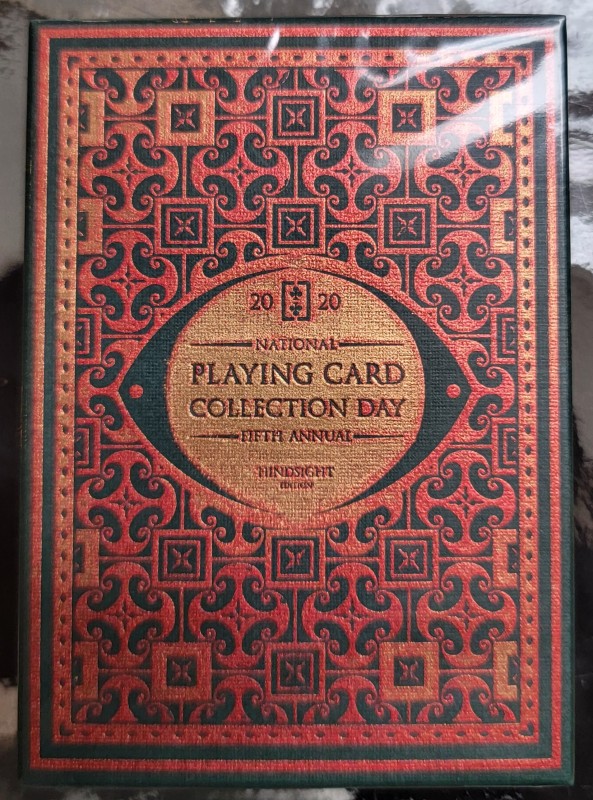 20 20
NATIONAL
PLAYING CARD
COLLECTION DAY
FIFTH ANNUAL
HINDSIGHT
EDITION